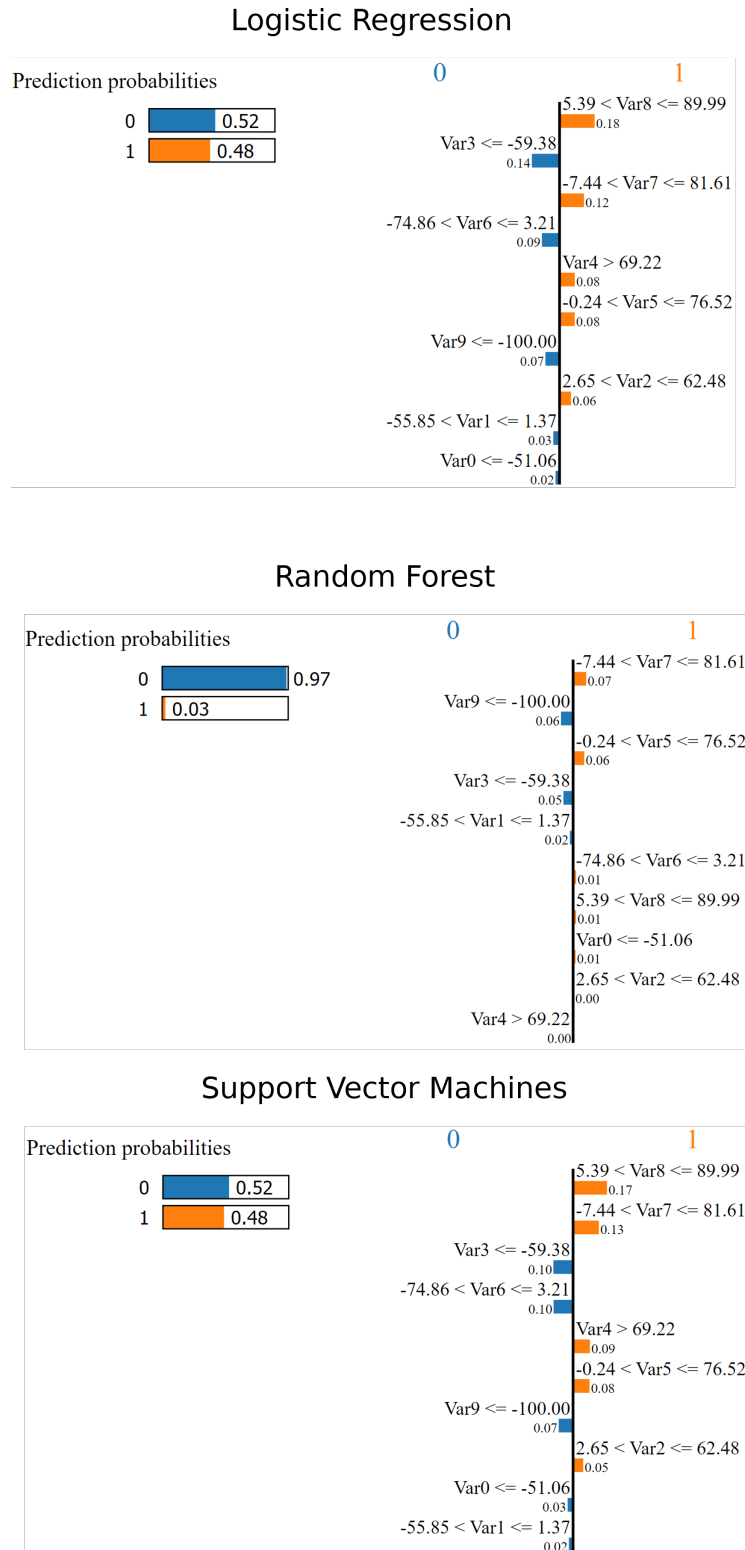 Logistic Regression
0 1
Prediction probabilities
0 0.52
1 0.48
5.39 < Var8 <= 89.99
0.18
Var3 <= -59.38
0.14
-7.44 < Var7 <= 81.61
0.12
-74.86 < Var6 <= 3.21
0.09
Var4 > 69.22
0.08
-0.24 < Var5 <= 76.52
0.08
Var9 <= -100.00
0.07
2.65 < Var2 <= 62.48
0.06
-55.85 < Var1 <= 1.37
0.03
Var0 <= -51.06
0.02
Random Forest
0 1
Prediction probabilities
0 0.97
1 0.03
-7.44 < Var7 <= 81.61
0.07
Var9 <= -100.00
0.06
-0.24 < Var5 <= 76.52
0.06
Var3 <= -59.38
0.05
-55.85 < Var1 <= 1.37
0.02
-74.86 < Var6 <= 3.21
0.01
5.39 < Var8 <= 89.99
0.01
Var0 <= -51.06
0.01
2.65 < Var2 <= 62.48
0.00
Var4 > 69.22
0.00
Support Vector Machines
0 1
Prediction probabilities
0 0.52
1 0.48
5.39 < Var8 <= 89.99
0.17
-7.44 < Var7 <= 81.61
0.13
Var3 <= -59.38
0.10
-74.86 < Var6 <= 3.21
0.10
Var4 > 69.22
0.09
-0.24 < Var5 <= 76.52
0.08
Var9 <= -100.00
0.07
2.65 < Var2 <= 62.48
0.05
Var0 <= -51.06
0.03
-55.85 < Var1 <= 1.37
0.02